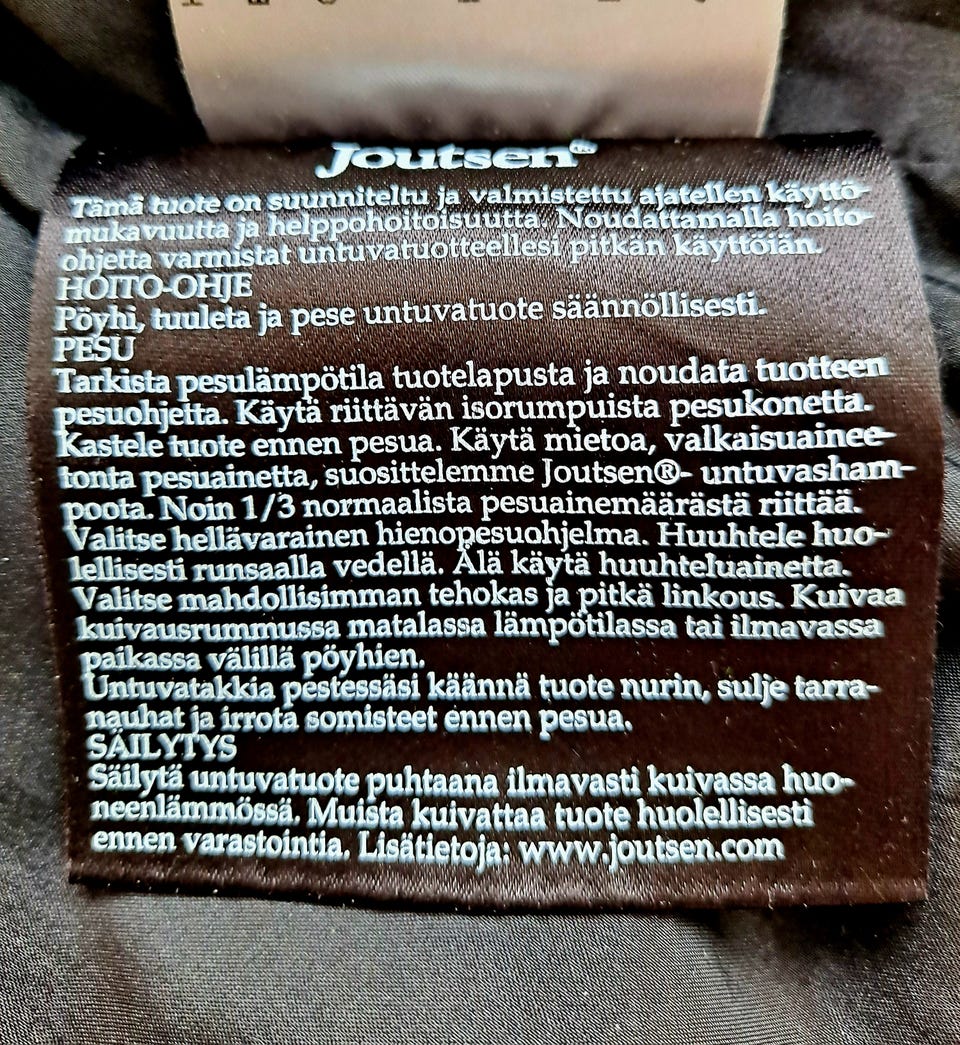 Joutsen®
Tämä tuote on suunniteltu ja valmistettu ajatellen käyttö-
mukavuutta ja helppohoitoisuutta. Noudattamalla hoito-
ohjetta varmistat untuvatuotteellesi pitkän käyttöiän.
HOITO-OHJE
Pöyhi, tuuleta ja pese untuvatuote säännöllisesti.
PESU
Tarkista pesulämpötila tuotelapusta ja noudata tuotteen
pesuohjetta. Käytä riittävän isorumpuista pesukonetta.
Kastele tuote ennen pesua. Käytä mietoa, valkaisuainee-
tonta pesuainetta, suosittelemme Joutsen®- untuvasham-
poota. Noin 1/3 normaalista pesuainemäärästä riittää.
Valitse hellävarainen hienopesuohjelma. Huuhtele huo-
lellisesti runsaalla vedellä. Älä käytä huuhteluainetta.
Valitse mahdollisimman tehokas ja pitkä linkous. Kuivaa
kuivausrummussa matalassa lämpötilassa tai ilmavassa
paikassa välillä pöyhien.
Untuvatakkia pestessäsi käännä tuote nurin, sulje tarra-
nauhat ja irrota somisteet ennen pesua.
SÄILYTYS
Säilytä untuvatuote puhtaana ilmavasti kuivassa huo-
neenlämmössä. Muista kuivattaa tuote huolellisesti
ennen varastointia. Lisätietoja: www.joutsen.com